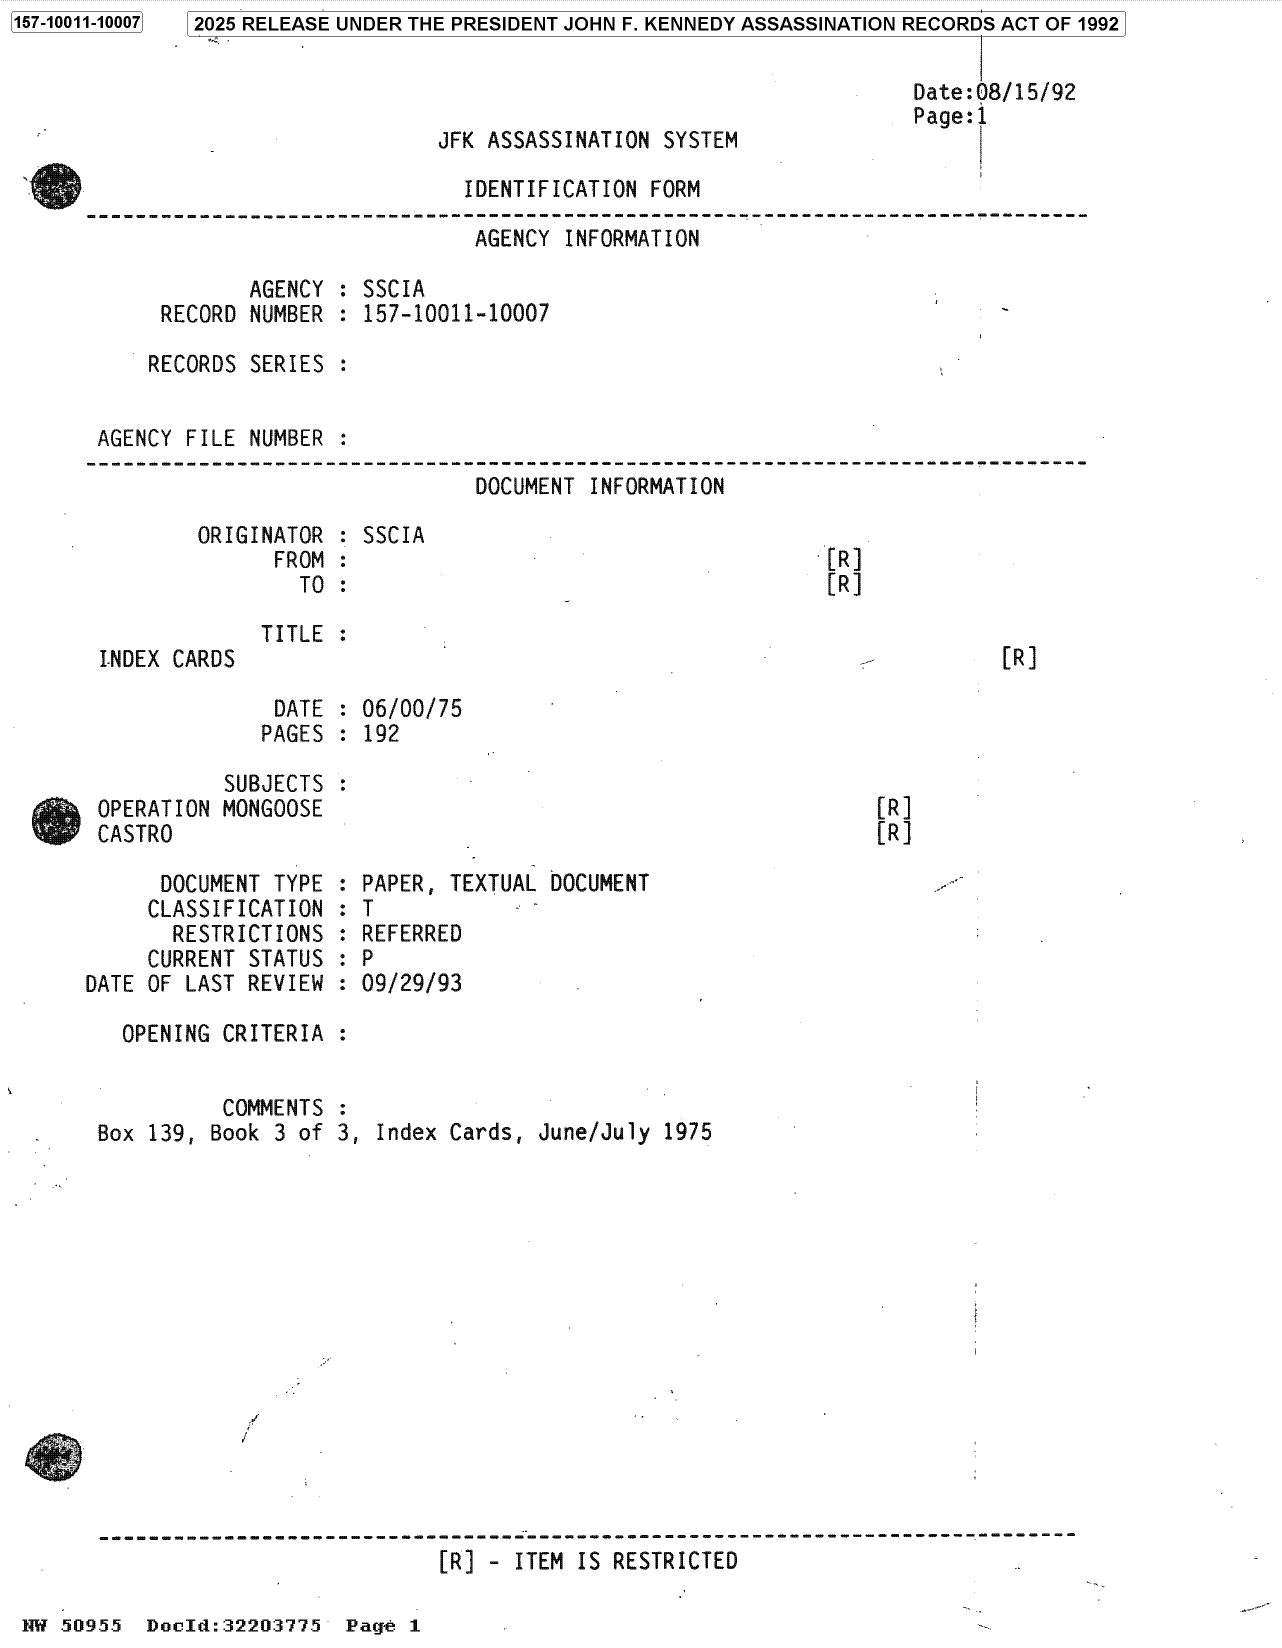 157-10011-10007
2025 RELEASE UNDER THE PRESIDENT JOHN F. KENNEDY ASSASSINATION RECORDS ACT OF 1992
Date:08/15/92
Page:1
JFK ASSASSINATION SYSTEM
IDENTIFICATION FORM
--------------------------------------------------------------------------------
AGENCY INFORMATION
AGENCY : SSCIA
RECORD NUMBER : 157-10011-10007
RECORDS SERIES :
AGENCY FILE NUMBER :
--------------------------------------------------------------------------------
DOCUMENT INFORMATION
ORIGINATOR : SSCIA
FROM : [R]
TO : [R]
TITLE :
INDEX CARDS [R]
DATE : 06/00/75
PAGES : 192
SUBJECTS :
OPERATION MONGOOSE [R]
CASTRO [R]
DOCUMENT TYPE : PAPER, TEXTUAL DOCUMENT
CLASSIFICATION : T
RESTRICTIONS : REFERRED
CURRENT STATUS : P
DATE OF LAST REVIEW : 09/29/93
OPENING CRITERIA :
COMMENTS :
Box 139, Book 3 of 3, Index Cards, June/July 1975
------------------------------------------------------------------------------
[R] - ITEM IS RESTRICTED
NW 50955 DocId:32203775 Page 1